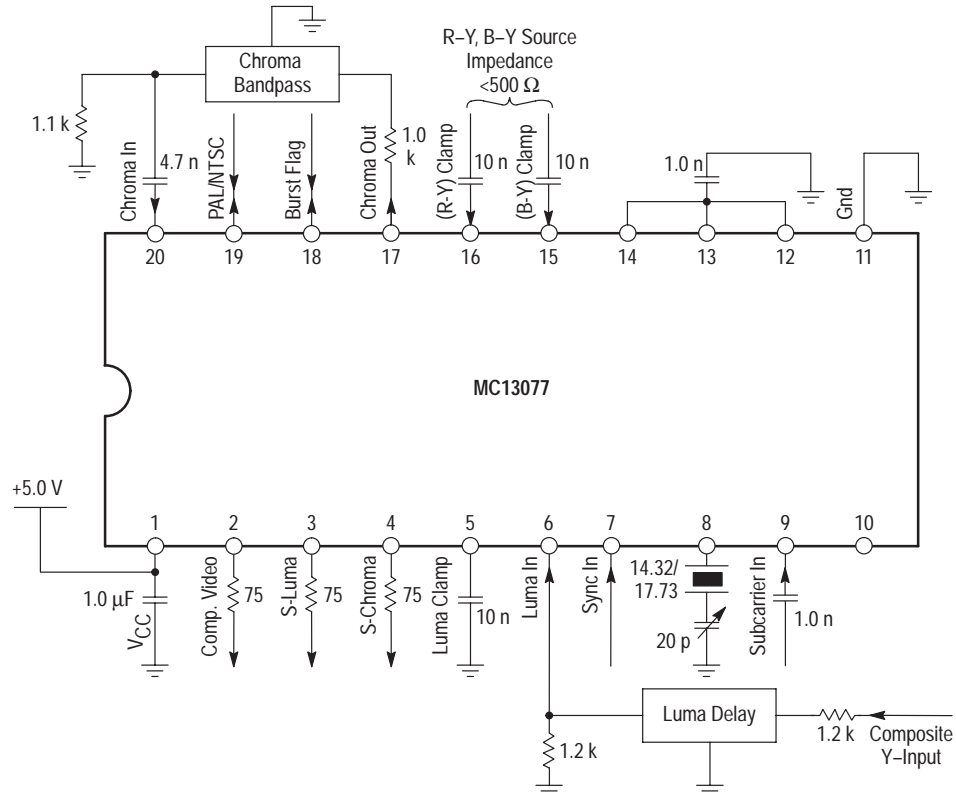 R–Y, B–Y Source
Impedance
<500 Ω
Chroma
Bandpass
1.1 k
Chroma In
4.7 n
PAL/NTSC
Burst Flag
Chroma Out
1.0
k
(R-Y) Clamp
10 n
(B-Y) Clamp
10 n
1.0 n
Gnd
20
19
18
17
16
15
14
13
12
11
MC13077
+5.0 V
1
2
3
4
5
6
7
8
9
10
1.0 µF
VCC
Comp. Video
75
S-Luma
75
S-Chroma
75
Luma Clamp
10 n
Luma In
Sync In
14.32/
17.73
20 p
Subcarrier In
1.0 n
1.2 k
Luma Delay
1.2 k
Composite
Y–Input